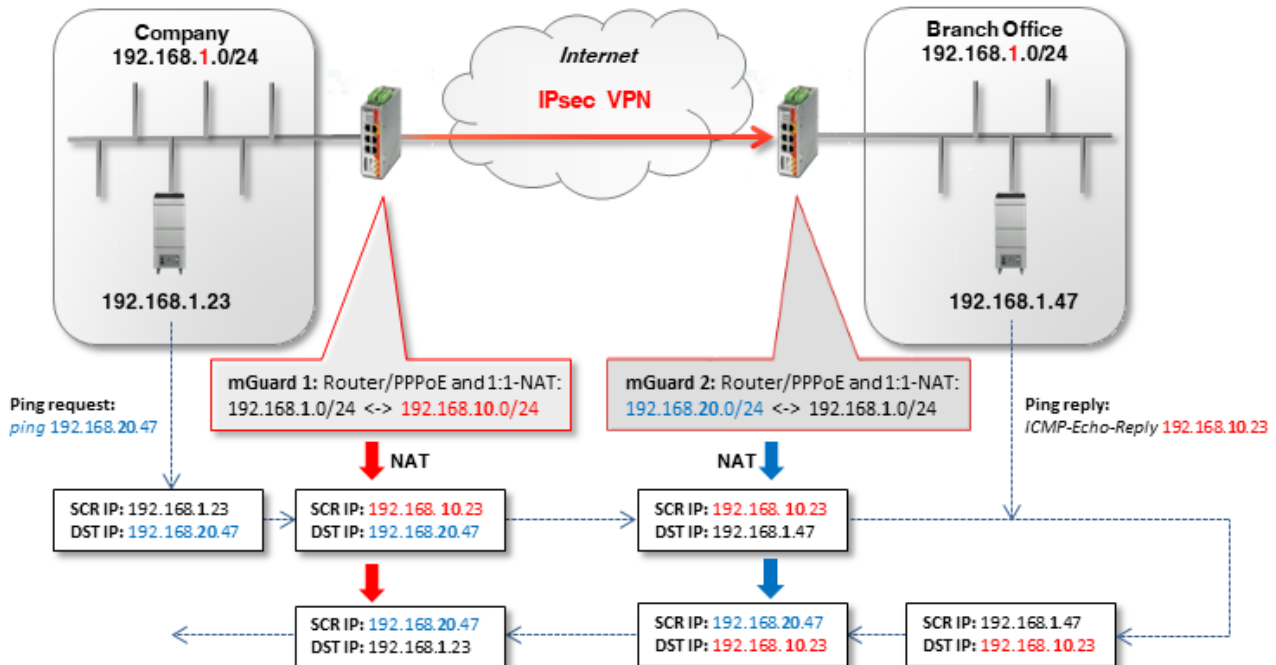 Company
192.168.1.0/24
Internet
IPsec VPN
Branch Office
192.168.1.0/24
192.168.1.23
192.168.1.47
mGuard 1: Router/PPPoE and 1:1-NAT:
192.168.1.0/24 <-> 192.168.10.0/24
mGuard 2: Router/PPPoE and 1:1-NAT:
192.168.20.0/24 <-> 192.168.1.0/24
Ping request:
ping 192.168.20.47
Ping reply:
ICMP-Echo-Reply 192.168.10.23
NAT
NAT
SCR IP: 192.168.1.23
DST IP: 192.168.20.47
SCR IP: 192.168. 10.23
DST IP: 192.168.20.47
SCR IP: 192.168. 10.23
DST IP: 192.168.1.47
SCR IP: 192.168.20.47
DST IP: 192.168.1.23
SCR IP: 192.168.20.47
DST IP: 192.168.10.23
SCR IP: 192.168.1.47
DST IP: 192.168.10.23